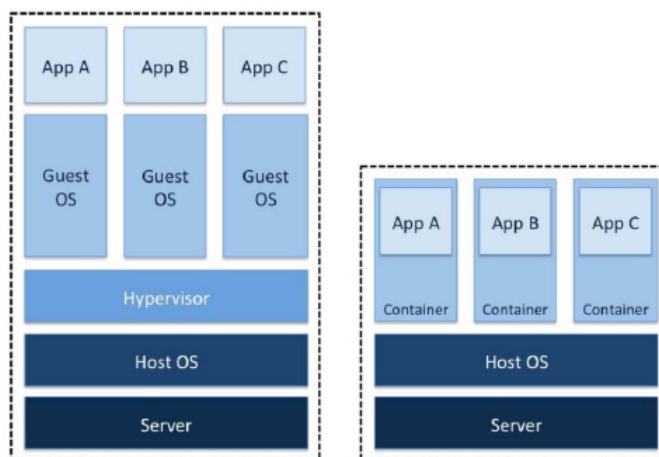 App A
App B
App C
Guest
OS
Guest
OS
Guest
OS
Hypervisor
Host OS
Server
App A
App B
App C
Container
Container
Container
Host OS
Server